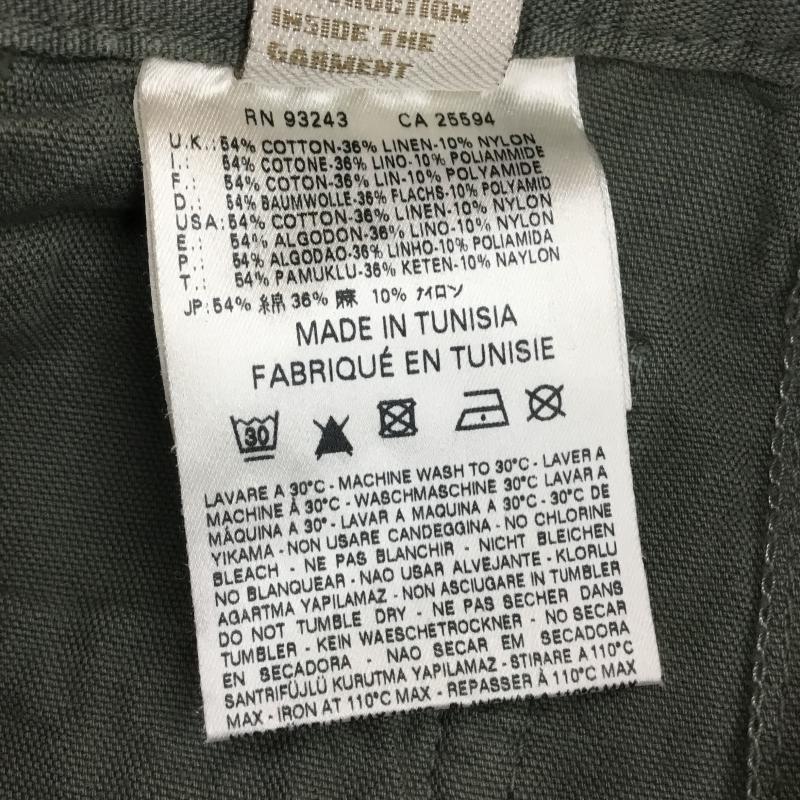 INSIDE THE
GARMENT
RN 93243 CA 25594
U.K.: 54% COTTON-36% LINEN-10% NYLON
I.: 54% COTONE-36% LINO-10% POLIAMMIDE
F.: 54% COTON-36% LIN-10% POLYAMIDE
D.: 54% BAUMWOLLE-36% FLACHS-10% POLYAMID
USA: 54% COTTON-36% LINEN-10% NYLON
E.: 54% ALGODON-36% LINO-10% POLIAMIDA
P.: 54% ALGODAO-36% LINHO-10% POLIAMIDA
T.: 54% PAMUKLU-36% KETEN-10% NAYLON
JP: 54% 綿 36% 麻 10% ナイロン
MADE IN TUNISIA
FABRIQUÉ EN TUNISIE
30
LAVARE A 30°C - MACHINE WASH TO 30°C - LAVER A
MACHINE À 30°C - WASCHMASCHINE 30°C LAVAR A
MÁQUINA A 30° - LAVAR A MAQUINA A 30° - 30°C DE
YIKAMA - NON USARE CANDEGGINA - NO CHLORINE
BLEACH - NE PAS BLANCHIR - NICHT BLEICHEN
NO BLANQUEAR - NAO USAR ALVEJANTE - KLORLU
AGARTMA YAPILAMAZ - NON ASCIUGARE IN TUMBLER
DO NOT TUMBLE DRY - NE PAS SECHER DANS
TUMBLER - KEIN WAESCHETROCKNER - NO SECAR
EN SECADORA - NAO SECAR EM SECADORA
SANTRIFÜJLÜ KURUTMA YAPILAMAZ - STIRARE A 110°C
MAX - IRON AT 110°C MAX - REPASSER À 110°C MAX